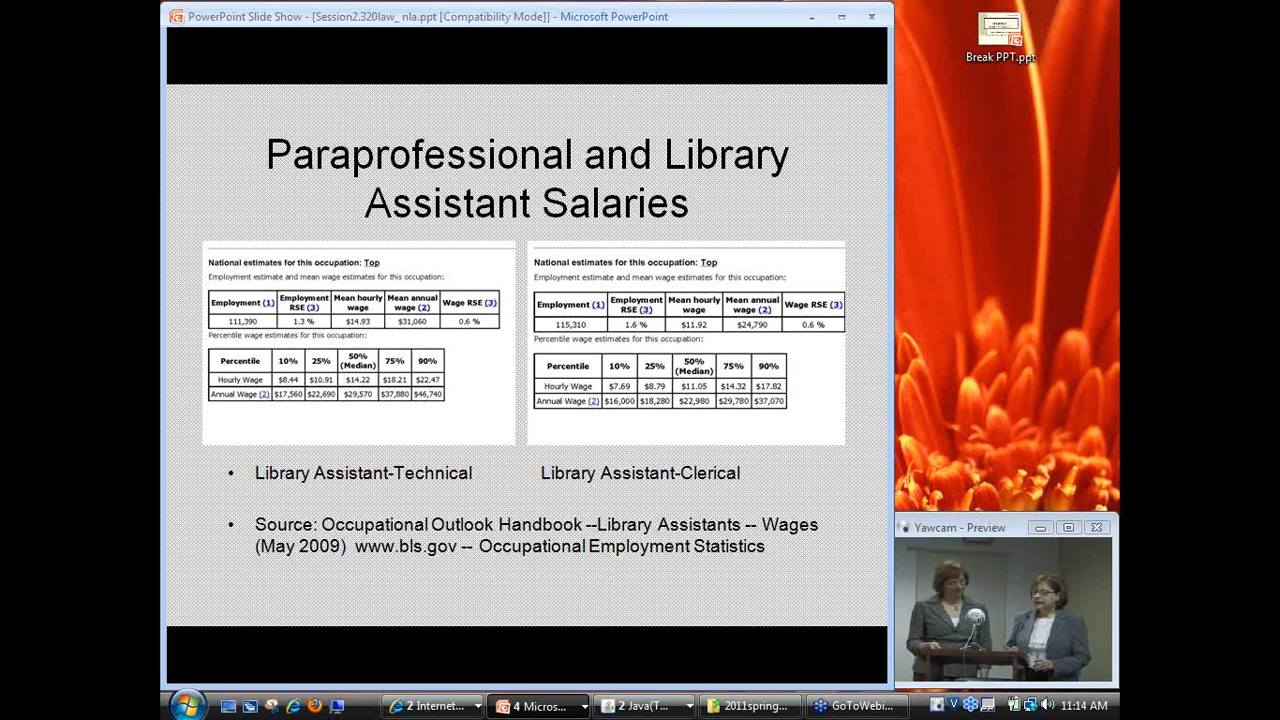 PowerPoint Slide Show - [Session2.320law_ nla.ppt [Compatibility Mode]] - Microsoft PowerPoint
Break PPT.ppt
Paraprofessional and Library
Assistant Salaries
National estimates for this occupation: Top
Employment estimate and mean wage estimates for this occupation:
Employment (1) Employment RSE (3) Mean hourly wage Mean annual wage (2) Wage RSE (3)
111,390 1.3 % $14.93 $31,060 0.6 %
Percentile wage estimates for this occupation:
Percentile 10% 25% 50% (Median) 75% 90%
Hourly Wage $8.44 $10.91 $14.22 $18.21 $22.47
Annual Wage (2) $17,560 $22,690 $29,570 $37,880 $46,740
National estimates for this occupation: Top
Employment estimate and mean wage estimates for this occupation:
Employment (1) Employment RSE (3) Mean hourly wage Mean annual wage (2) Wage RSE (3)
115,310 1.6 % $11.92 $24,790 0.6 %
Percentile wage estimates for this occupation:
Percentile 10% 25% 50% (Median) 75% 90%
Hourly Wage $7.69 $8.79 $11.05 $14.32 $17.82
Annual Wage (2) $16,000 $18,280 $22,980 $29,780 $37,070
• Library Assistant-Technical Library Assistant-Clerical
• Source: Occupational Outlook Handbook --Library Assistants -- Wages
(May 2009) www.bls.gov -- Occupational Employment Statistics
Yawcam - Preview
2 Internet... 4 Micros... 2 Java(T... 2011spring... GoToWebi... 11:14 AM